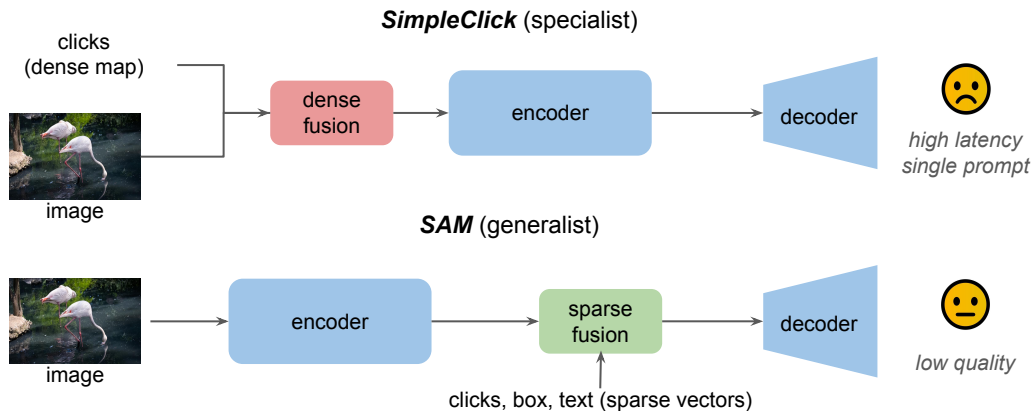 SimpleClick (specialist)
clicks
(dense map)
dense
fusion
encoder
decoder
high latency
single prompt
image
SAM (generalist)
encoder
sparse
fusion
decoder
low quality
image
clicks, box, text (sparse vectors)